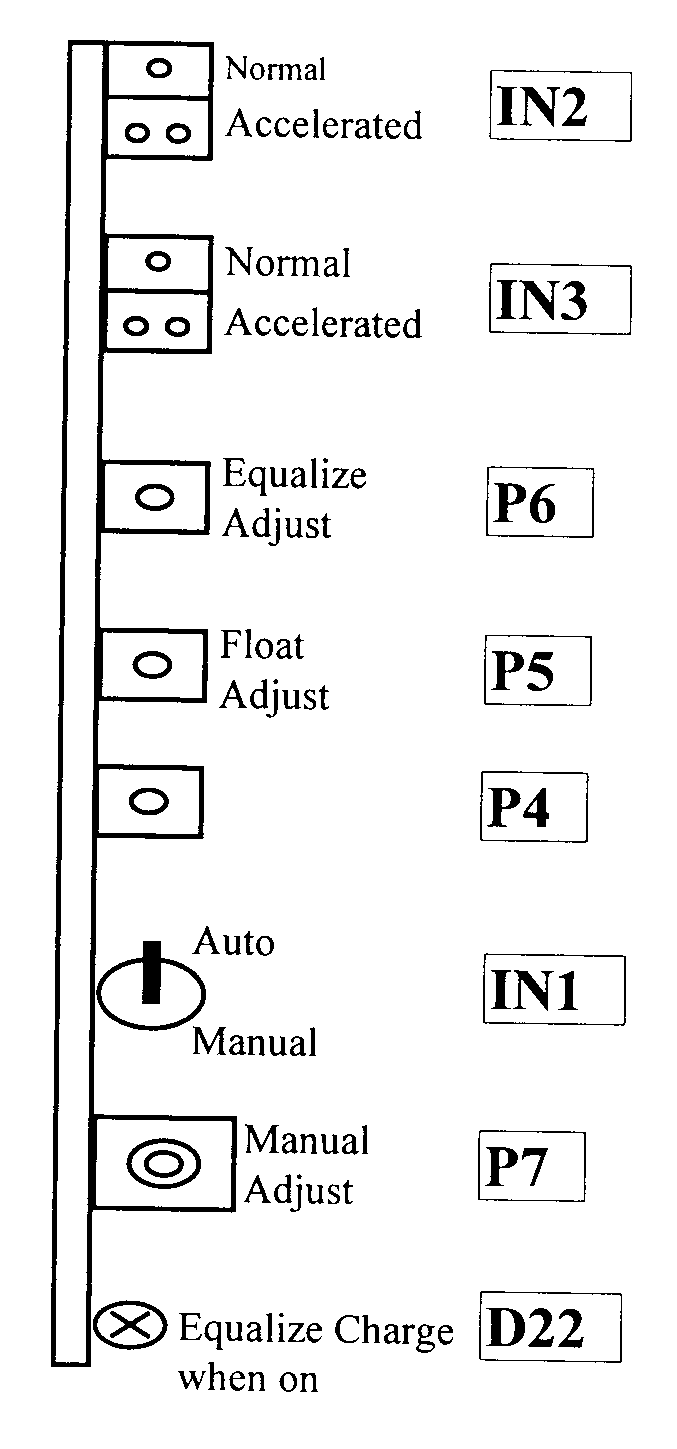 Normal
IN2
Accelerated
Normal
IN3
Accelerated
Equalize
Adjust
P6
Float
Adjust
P5
P4
Auto
IN1
Manual
Manual
Adjust
P7
Equalize Charge
when on
D22